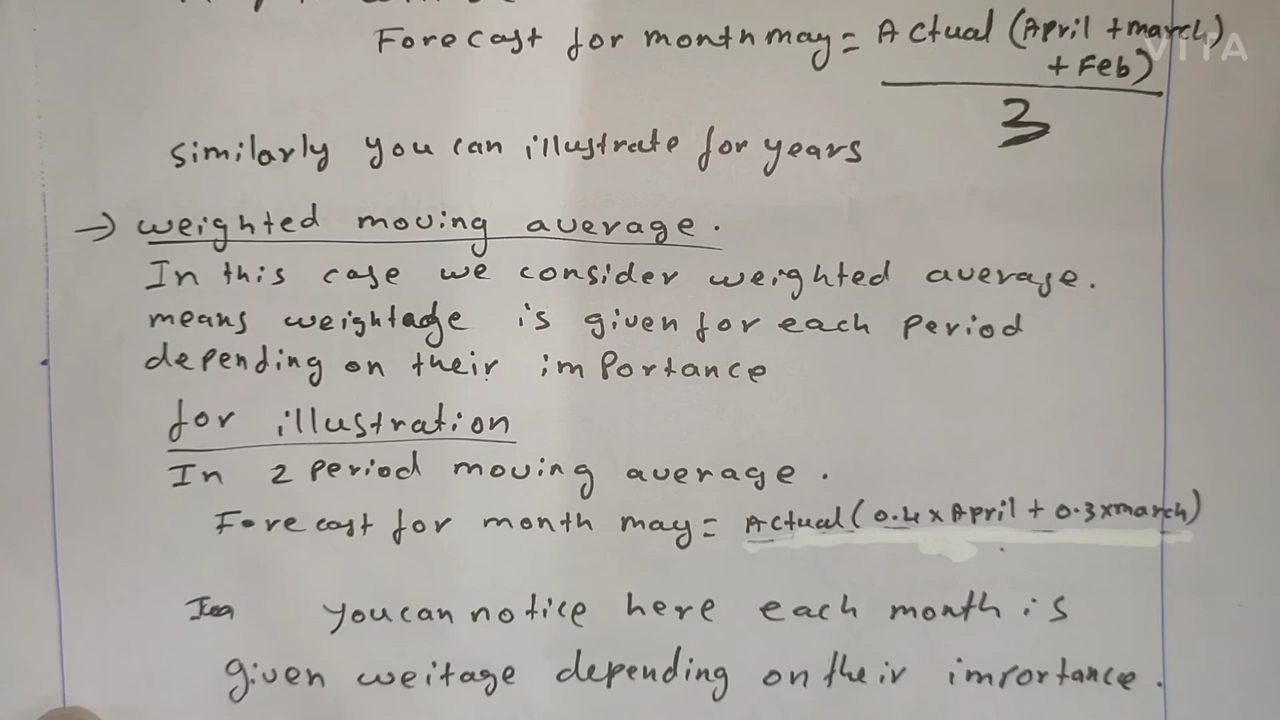 Forecast for month may = Actual (April + march)
+ Feb)
3
similarly you can illustrate for years
→ weighted moving average.
In this case we consider weighted average.
means weightage is given for each period
depending on their importance
for illustration
In 2 period moving average.
Forecast for month may = Actual (0.4 x April + 0.3 x march)
you can notice here each month is
given weitage depending on their importance.
VITA